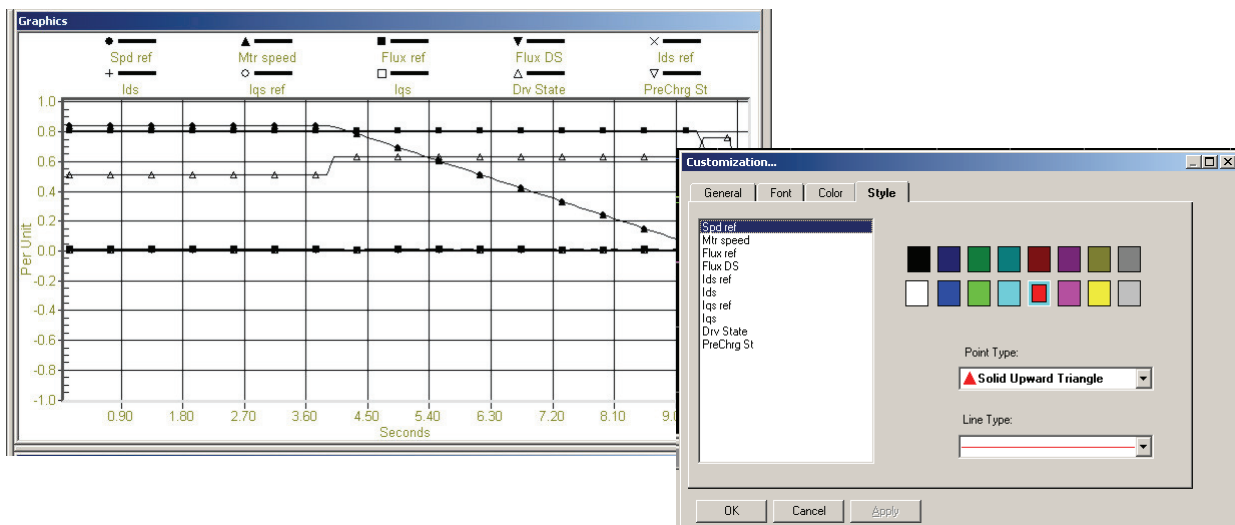 Graphics
Spd ref Mtr speed Flux ref Flux DS Ids ref
Ids Iqs ref Iqs Drv State PreChrg St
1.0
0.8
0.6
0.4
0.2
0.0
-0.2
-0.4
-0.6
-0.8
-1.0
Per Unit
0.90 1.80 2.70 3.60 4.50 5.40 6.30 7.20 8.10
Seconds
Customization...
General Font Color Style
Spd ref
Mtr speed
Flux ref
Flux DS
Ids ref
Ids
Iqs ref
Iqs
Drv State
PreChrg St
Point Type:
Solid Upward Triangle
Line Type:
OK Cancel Apply